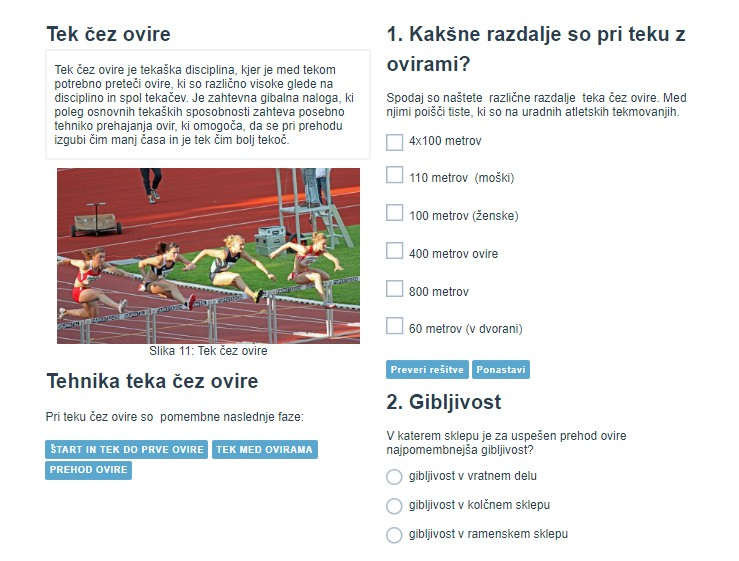 Tek čez ovire
Tek čez ovire je tekaška disciplina, kjer je med tekom
potrebno preteči ovire, ki so različno visoke glede na
disciplino in spol tekačev. Je zahtevna gibalna naloga, ki
poleg osnovnih tekaških sposobnosti zahteva posebno
tehniko prehajanja ovir, ki omogoča, da se pri prehodu
izgubi čim manj časa in je tek čim bolj tekoč.
Slika 11: Tek čez ovire
Tehnika teka čez ovire
Pri teku čez ovire so  pomembne naslednje faze:
ŠTART IN TEK DO PRVE OVIRE
TEK MED OVIRAMA
PREHOD OVIRE
1. Kakšne razdalje so pri teku z
ovirami?
Spodaj so naštete  različne razdalje  teka čez ovire. Med
njimi poišči tiste, ki so na uradnih atletskih tekmovanjih.
4x100 metrov
110 metrov  (moški)
100 metrov (ženske)
400 metrov ovire
800 metrov
60 metrov (v dvorani)
Preveri rešitve
Ponastavi
2. Gibljivost
V katerem sklepu je za uspešen prehod ovire
najpomembnejša gibljivost?
gibljivost v vratnem delu
gibljivost v kolčnem sklepu
gibljivost v ramenskem sklepu